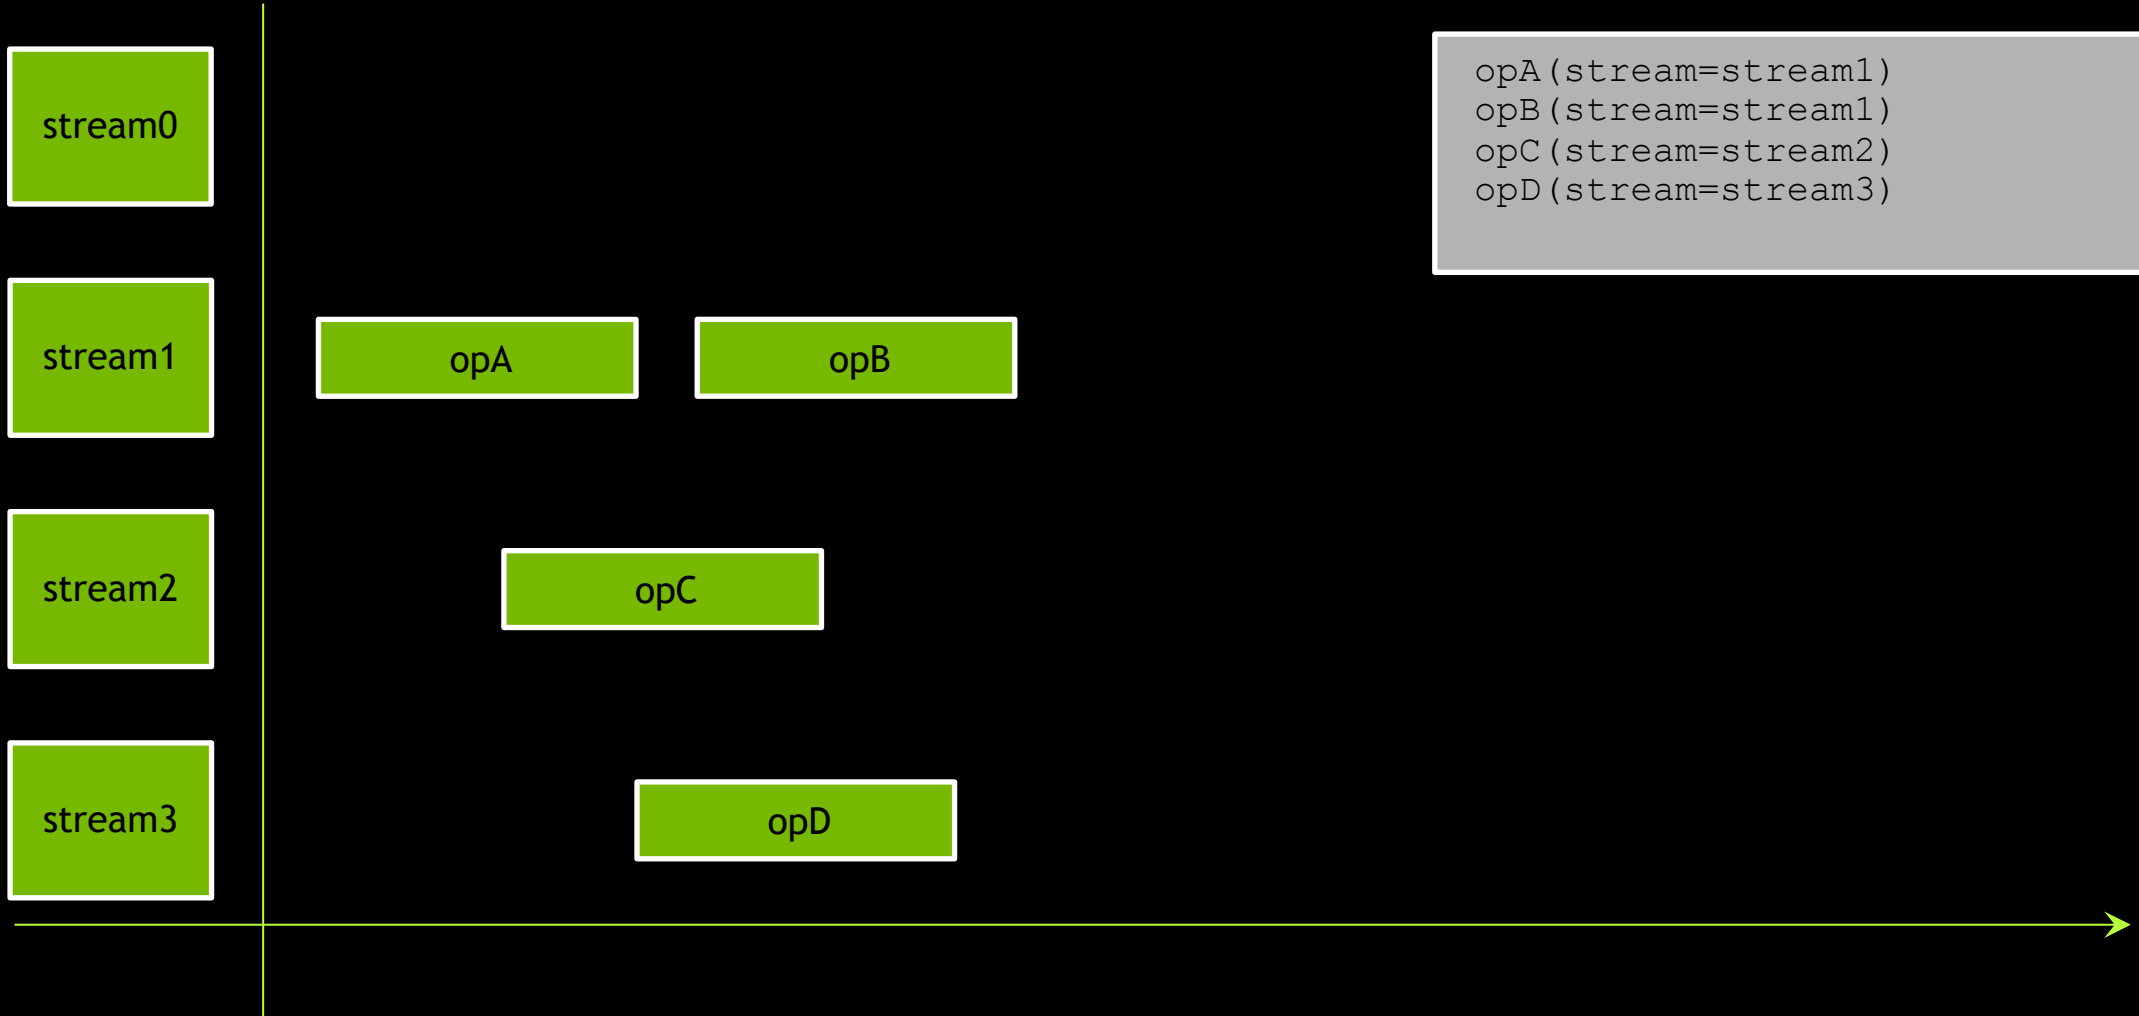 stream0
opA(stream=stream1)
opB(stream=stream1)
opC(stream=stream2)
opD(stream=stream3)
stream1
opA
opB
stream2
opC
stream3
opD